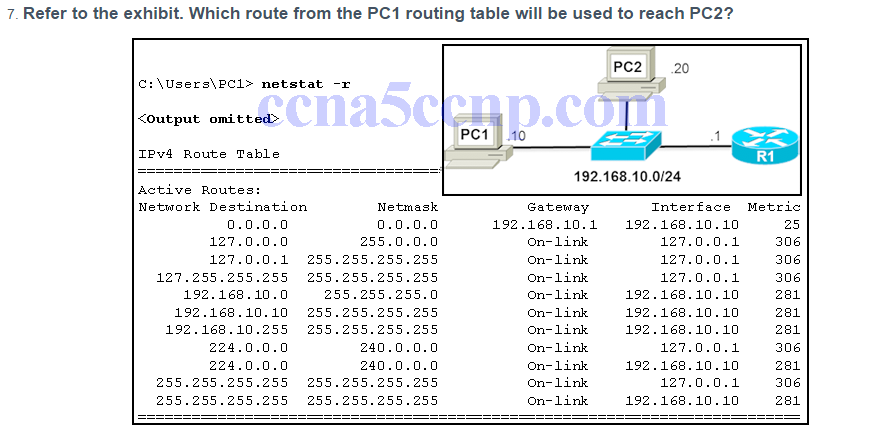 7. Refer to the exhibit. Which route from the PC1 routing table will be used to reach PC2?
C:\Users\PC1> netstat -r
<Output omitted>
ccna5ccnp.com
PC2 .20
PC1 .10 .1 R1
192.168.10.0/24
IPv4 Route Table
===========================================================================
Active Routes:
Network Destination Netmask Gateway Interface Metric
0.0.0.0 0.0.0.0 192.168.10.1 192.168.10.10 25
127.0.0.0 255.0.0.0 On-link 127.0.0.1 306
127.0.0.1 255.255.255.255 On-link 127.0.0.1 306
127.255.255.255 255.255.255.255 On-link 127.0.0.1 306
192.168.10.0 255.255.255.0 On-link 192.168.10.10 281
192.168.10.10 255.255.255.255 On-link 192.168.10.10 281
192.168.10.255 255.255.255.255 On-link 192.168.10.10 281
224.0.0.0 240.0.0.0 On-link 127.0.0.1 306
224.0.0.0 240.0.0.0 On-link 192.168.10.10 281
255.255.255.255 255.255.255.255 On-link 127.0.0.1 306
255.255.255.255 255.255.255.255 On-link 192.168.10.10 281
===========================================================================